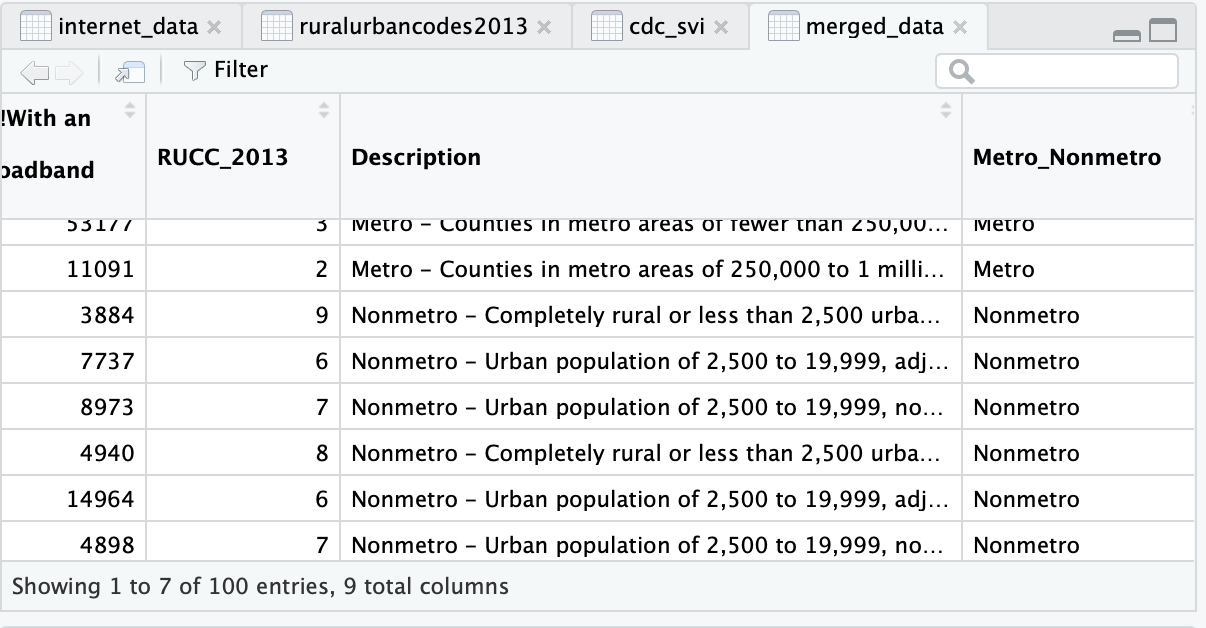 internet_data ruralurbancodes2013 cdc_svi merged_data
Filter
!With an
oadband RUCC_2013 Description Metro_Nonmetro
53177 3 Metro – Counties in metro areas of fewer than 250,00... Metro
11091 2 Metro – Counties in metro areas of 250,000 to 1 milli... Metro
3884 9 Nonmetro – Completely rural or less than 2,500 urba... Nonmetro
7737 6 Nonmetro – Urban population of 2,500 to 19,999, adj... Nonmetro
8973 7 Nonmetro – Urban population of 2,500 to 19,999, no... Nonmetro
4940 8 Nonmetro – Completely rural or less than 2,500 urba... Nonmetro
14964 6 Nonmetro – Urban population of 2,500 to 19,999, adj... Nonmetro
4898 7 Nonmetro – Urban population of 2,500 to 19,999, no... Nonmetro
Showing 1 to 7 of 100 entries, 9 total columns